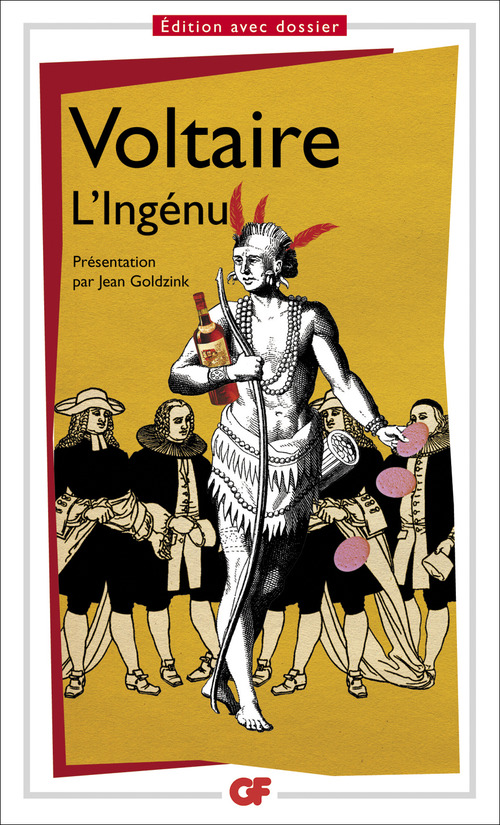 Édition avec dossier
Voltaire
L'Ingénu
Présentation
par Jean Goldzink
GF